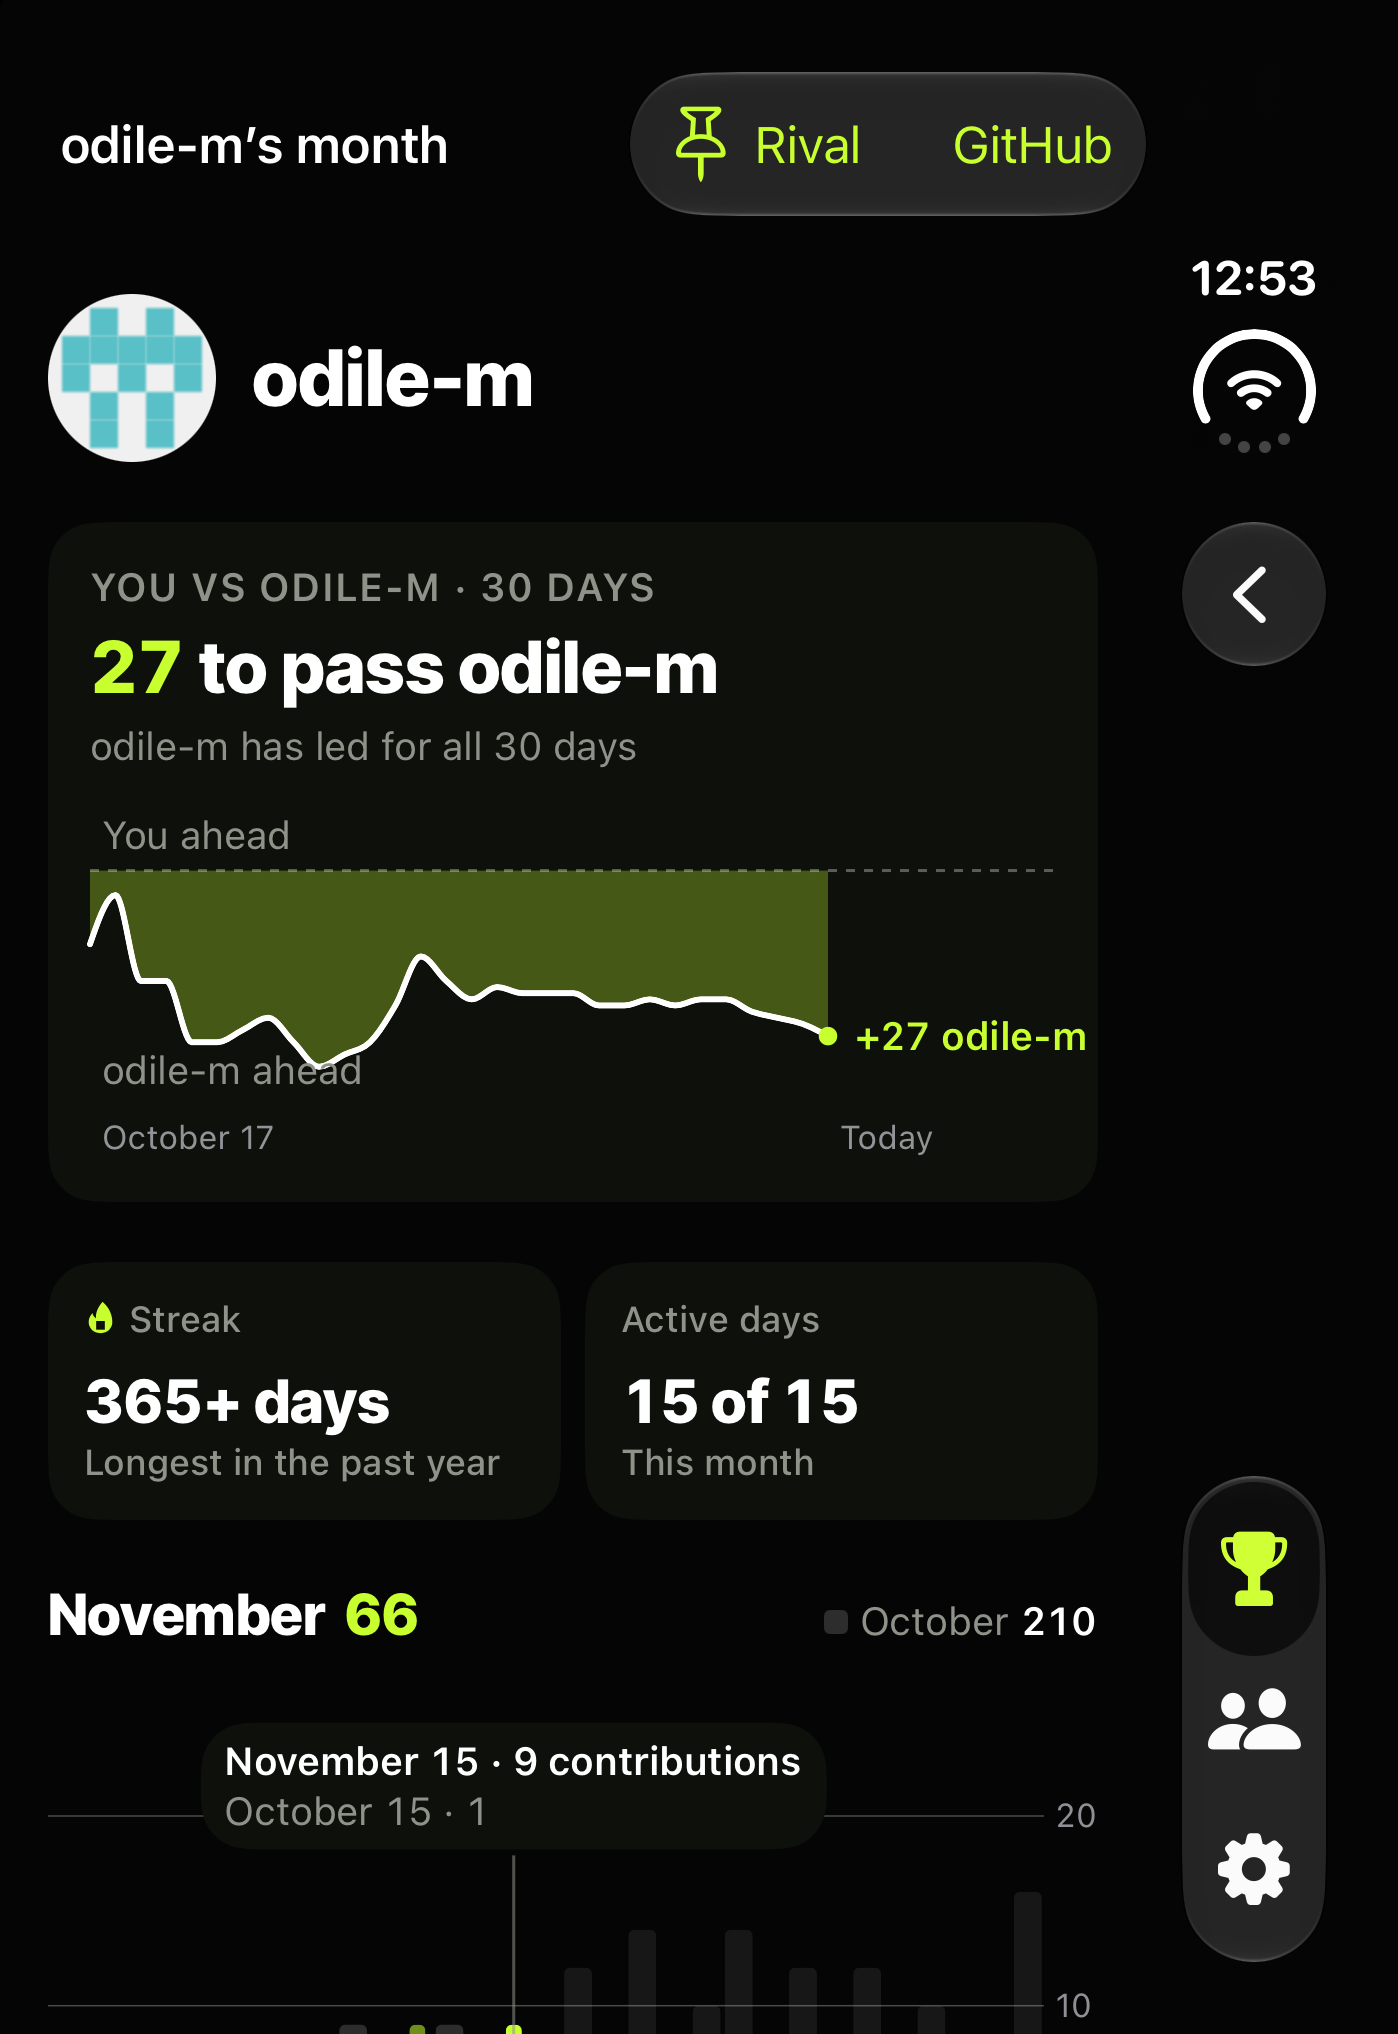 odile-m’s month
Rival
GitHub
12:53
odile-m
YOU VS ODILE-M · 30 DAYS
27 to pass odile-m
odile-m has led for all 30 days
You ahead
+27 odile-m
odile-m ahead
October 17
Today
Streak
365+ days
Longest in the past year
Active days
15 of 15
This month
November 66
October 210
November 15 · 9 contributions
October 15 · 1
20
10